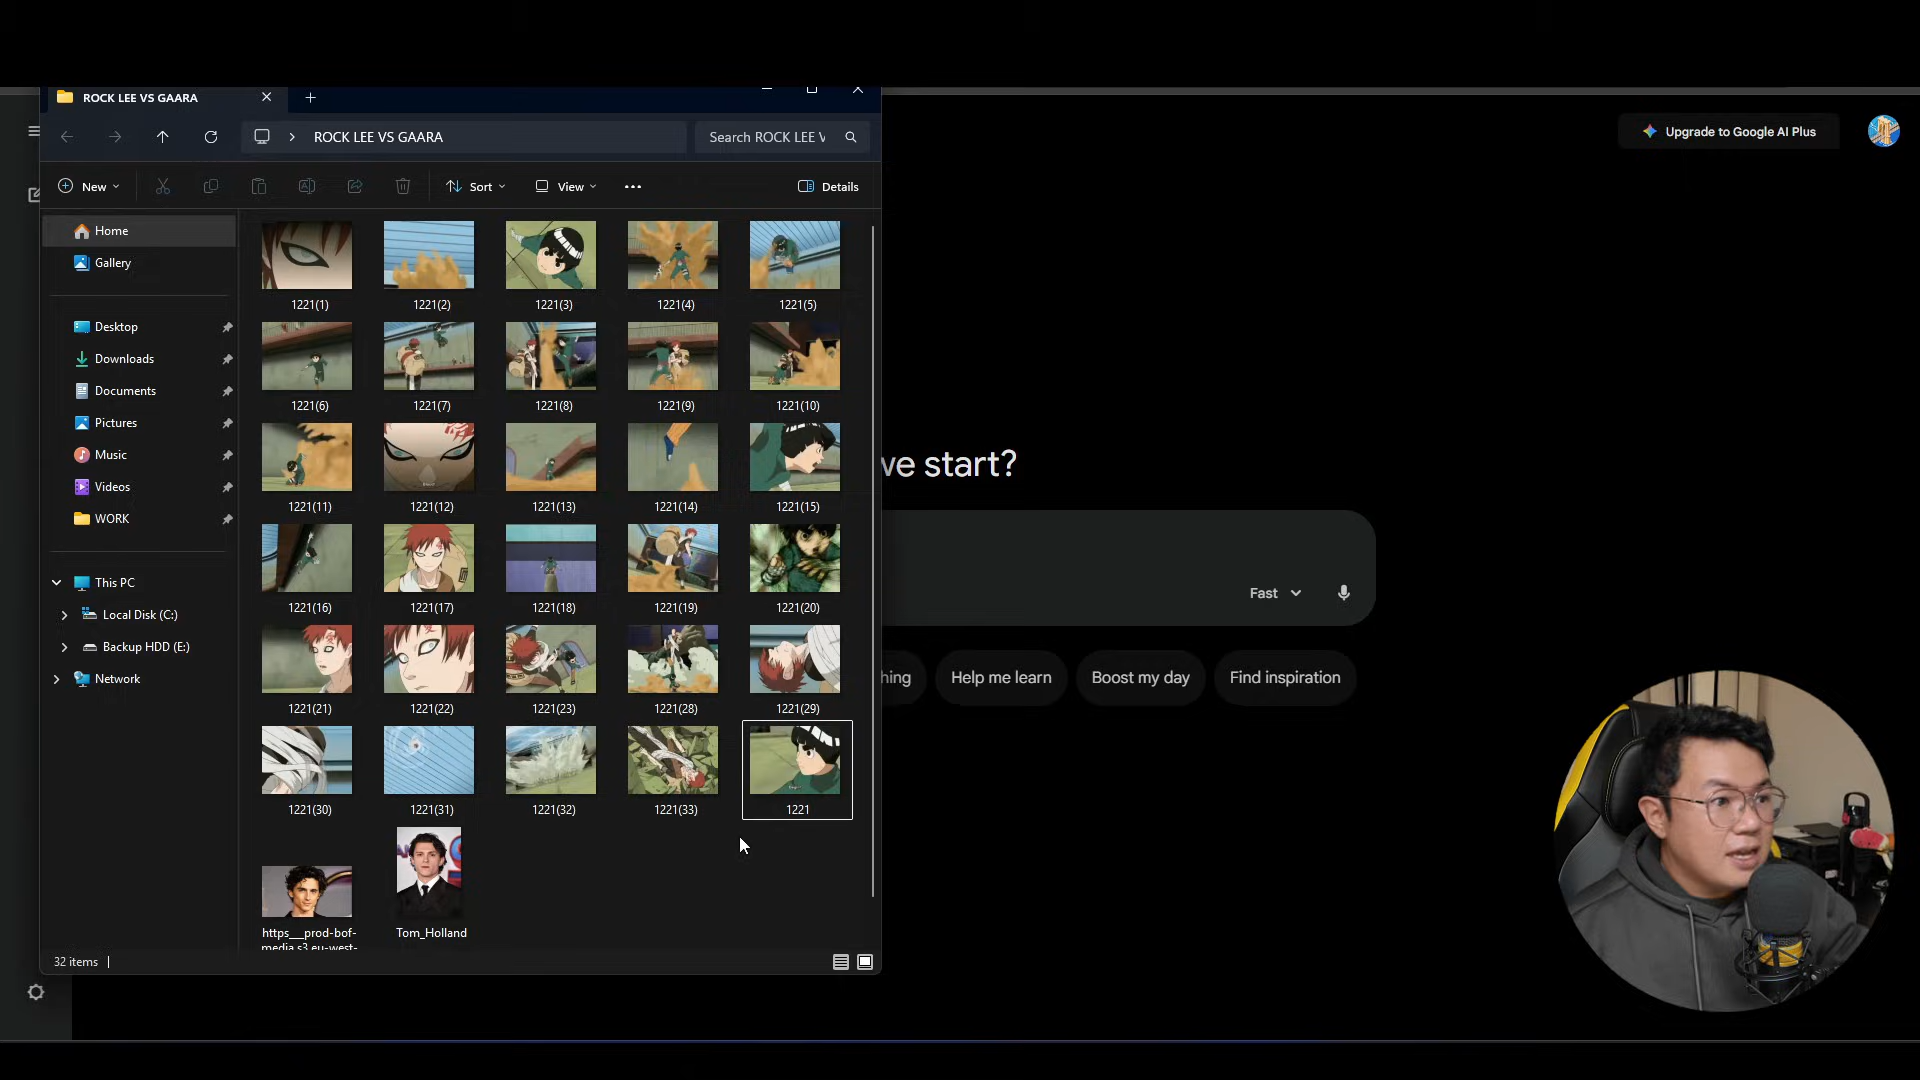 ROCK LEE VS GAARA
ROCK LEE VS GAARA
Search ROCK LEE V
New
Sort
View
Details
Home
Gallery
Desktop
Downloads
Documents
Pictures
Music
Videos
WORK
This PC
Local Disk (C:)
Backup HDD (E:)
Network
1221(1)
1221(2)
1221(3)
1221(4)
1221(5)
1221(6)
1221(7)
1221(8)
1221(9)
1221(10)
1221(11)
1221(12)
1221(13)
1221(14)
1221(15)
1221(16)
1221(17)
1221(18)
1221(19)
1221(20)
1221(21)
1221(22)
1221(23)
1221(28)
1221(29)
1221(30)
1221(31)
1221(32)
1221(33)
1221
https__prod-bof-
media.s3.eu-west-
Tom_Holland
32 items
Upgrade to Google AI Plus
ve start?
Fast
hing
Help me learn
Boost my day
Find inspiration